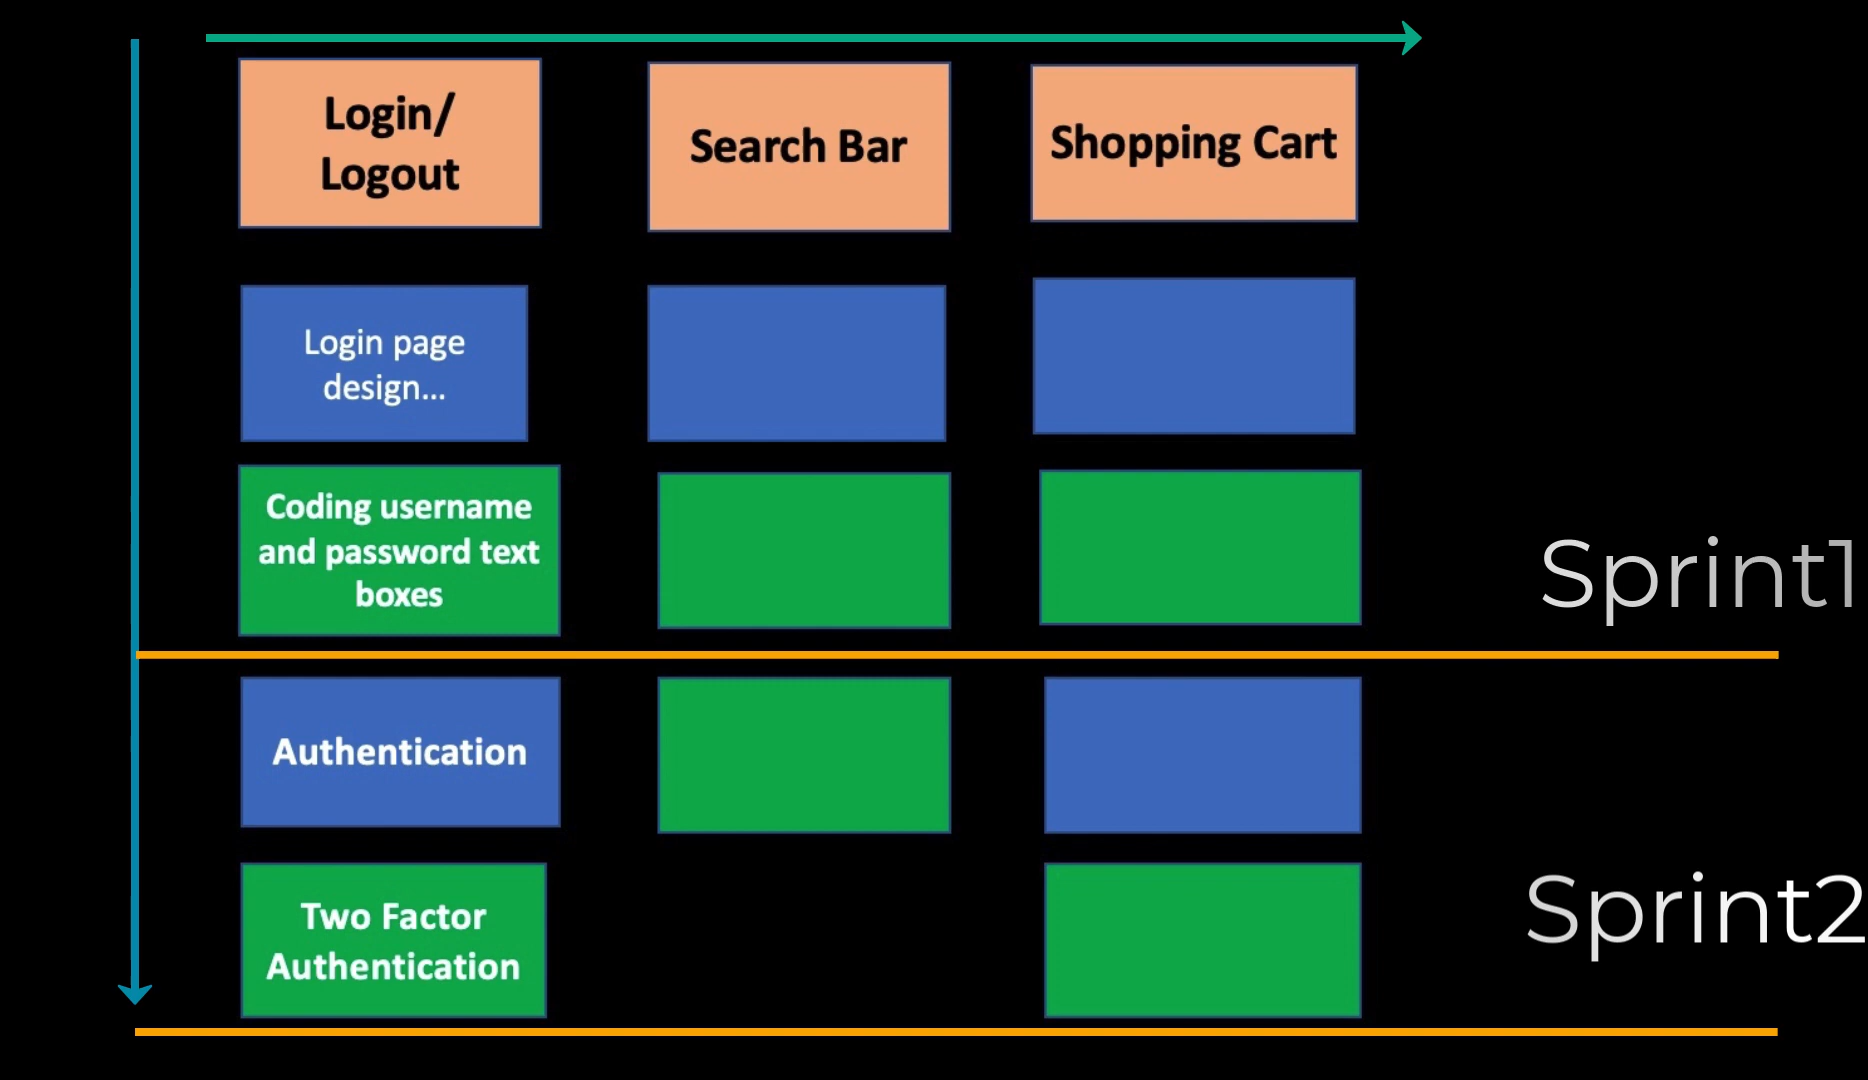 Login/
Logout
Search Bar
Shopping Cart
Login page
design...
Coding username
and password text
boxes
Sprint1
Authentication
Two Factor
Authentication
Sprint2